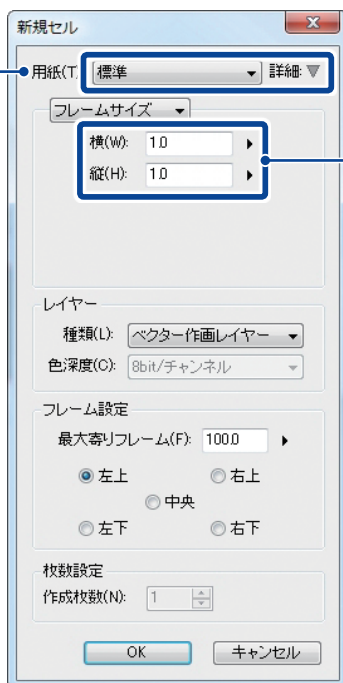 新規セル
用紙(T) 標準 詳細:
フレームサイズ
横(W): 1.0
縦(H): 1.0
レイヤー
種類(L): ベクター作画レイヤー
色深度(C): 8bit/チャンネル
フレーム設定
最大寄りフレーム(F): 100.0
左上 右上
中央
左下 右下
枚数設定
作成枚数(N): 1
OK キャンセル